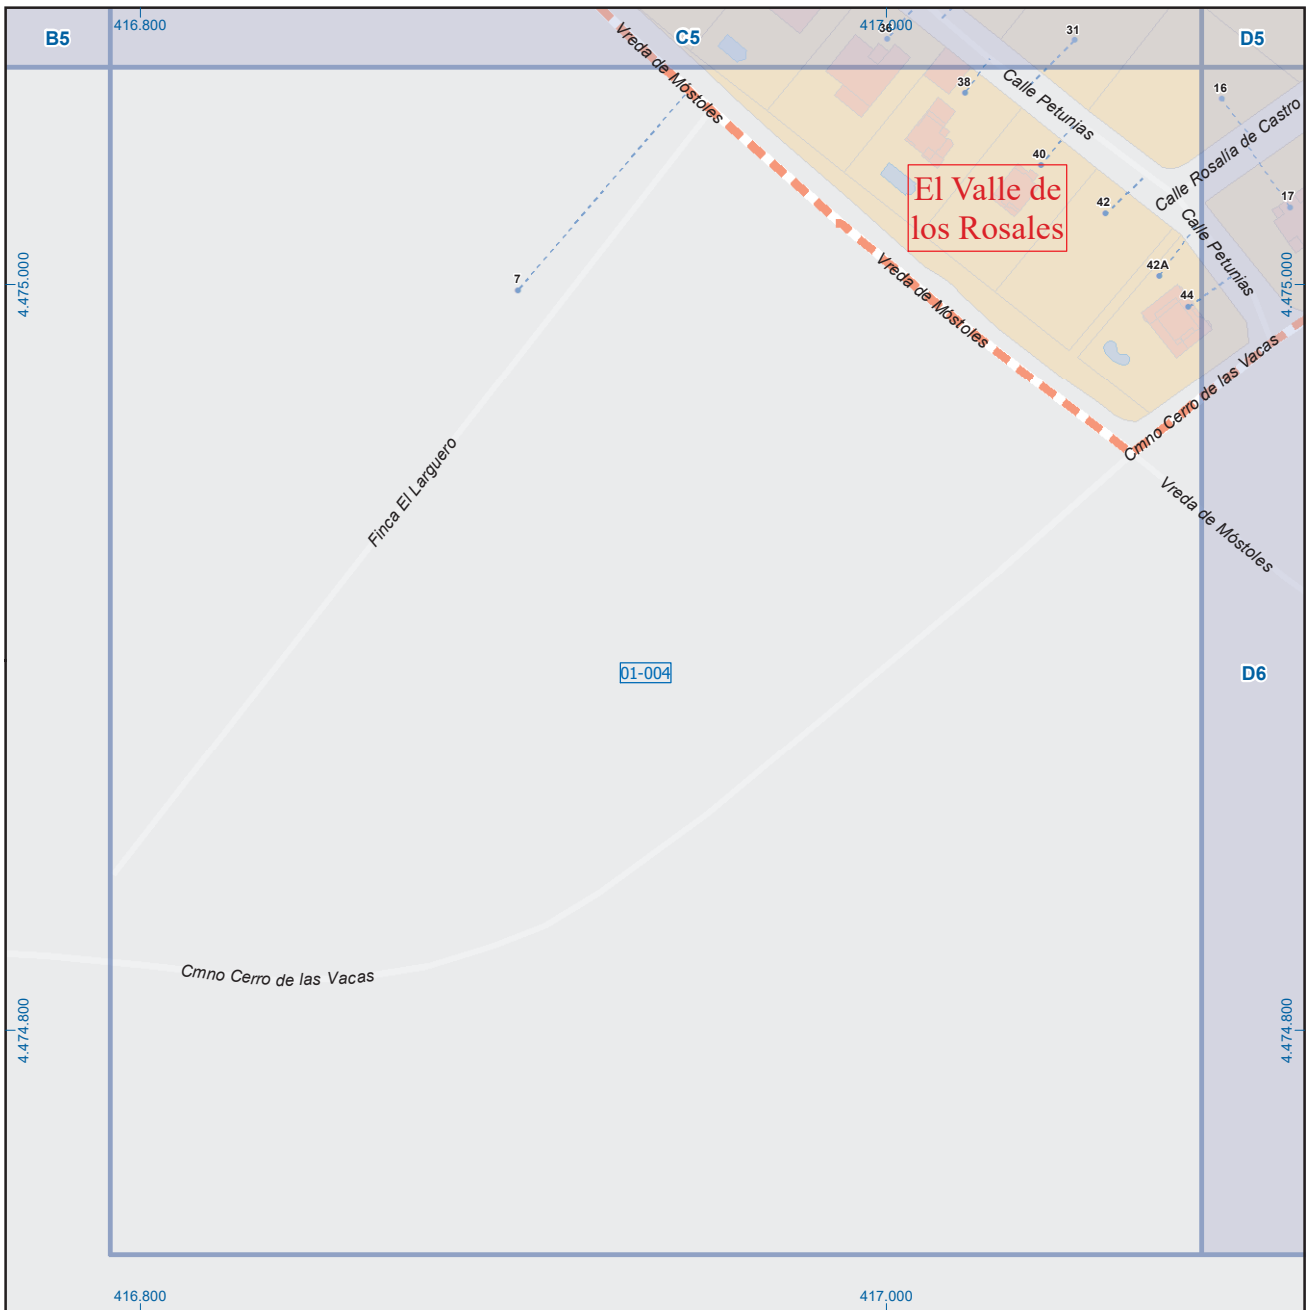 416.800
417.000
B5
C5
D5
36
31
Vreda de Móstoles
38
Calle Petunias
16
Calle Rosalía de Castro
40
El Valle de
los Rosales
42
17
Calle Petunias
7
4.475.000
4.475.000
Vreda de Móstoles
42A
44
Cmno Cerro de las Vacas
Finca El Larguero
Vreda de Móstoles
01-004
D6
Cmno Cerro de las Vacas
4.474.800
4.474.800
416.800
417.000